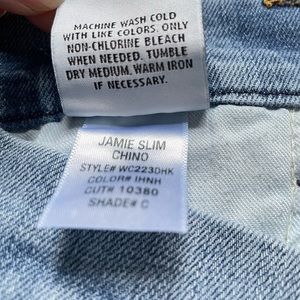 MACHINE WASH COLD
WITH LIKE COLORS. ONLY
NON-CHLORINE BLEACH
WHEN NEEDED. TUMBLE
DRY MEDIUM. WARM IRON
IF NECESSARY.
JAMIE SLIM
CHINO
STYLE# WC223DHK
COLOR# IHNH
CUT# 10380
SHADE# C